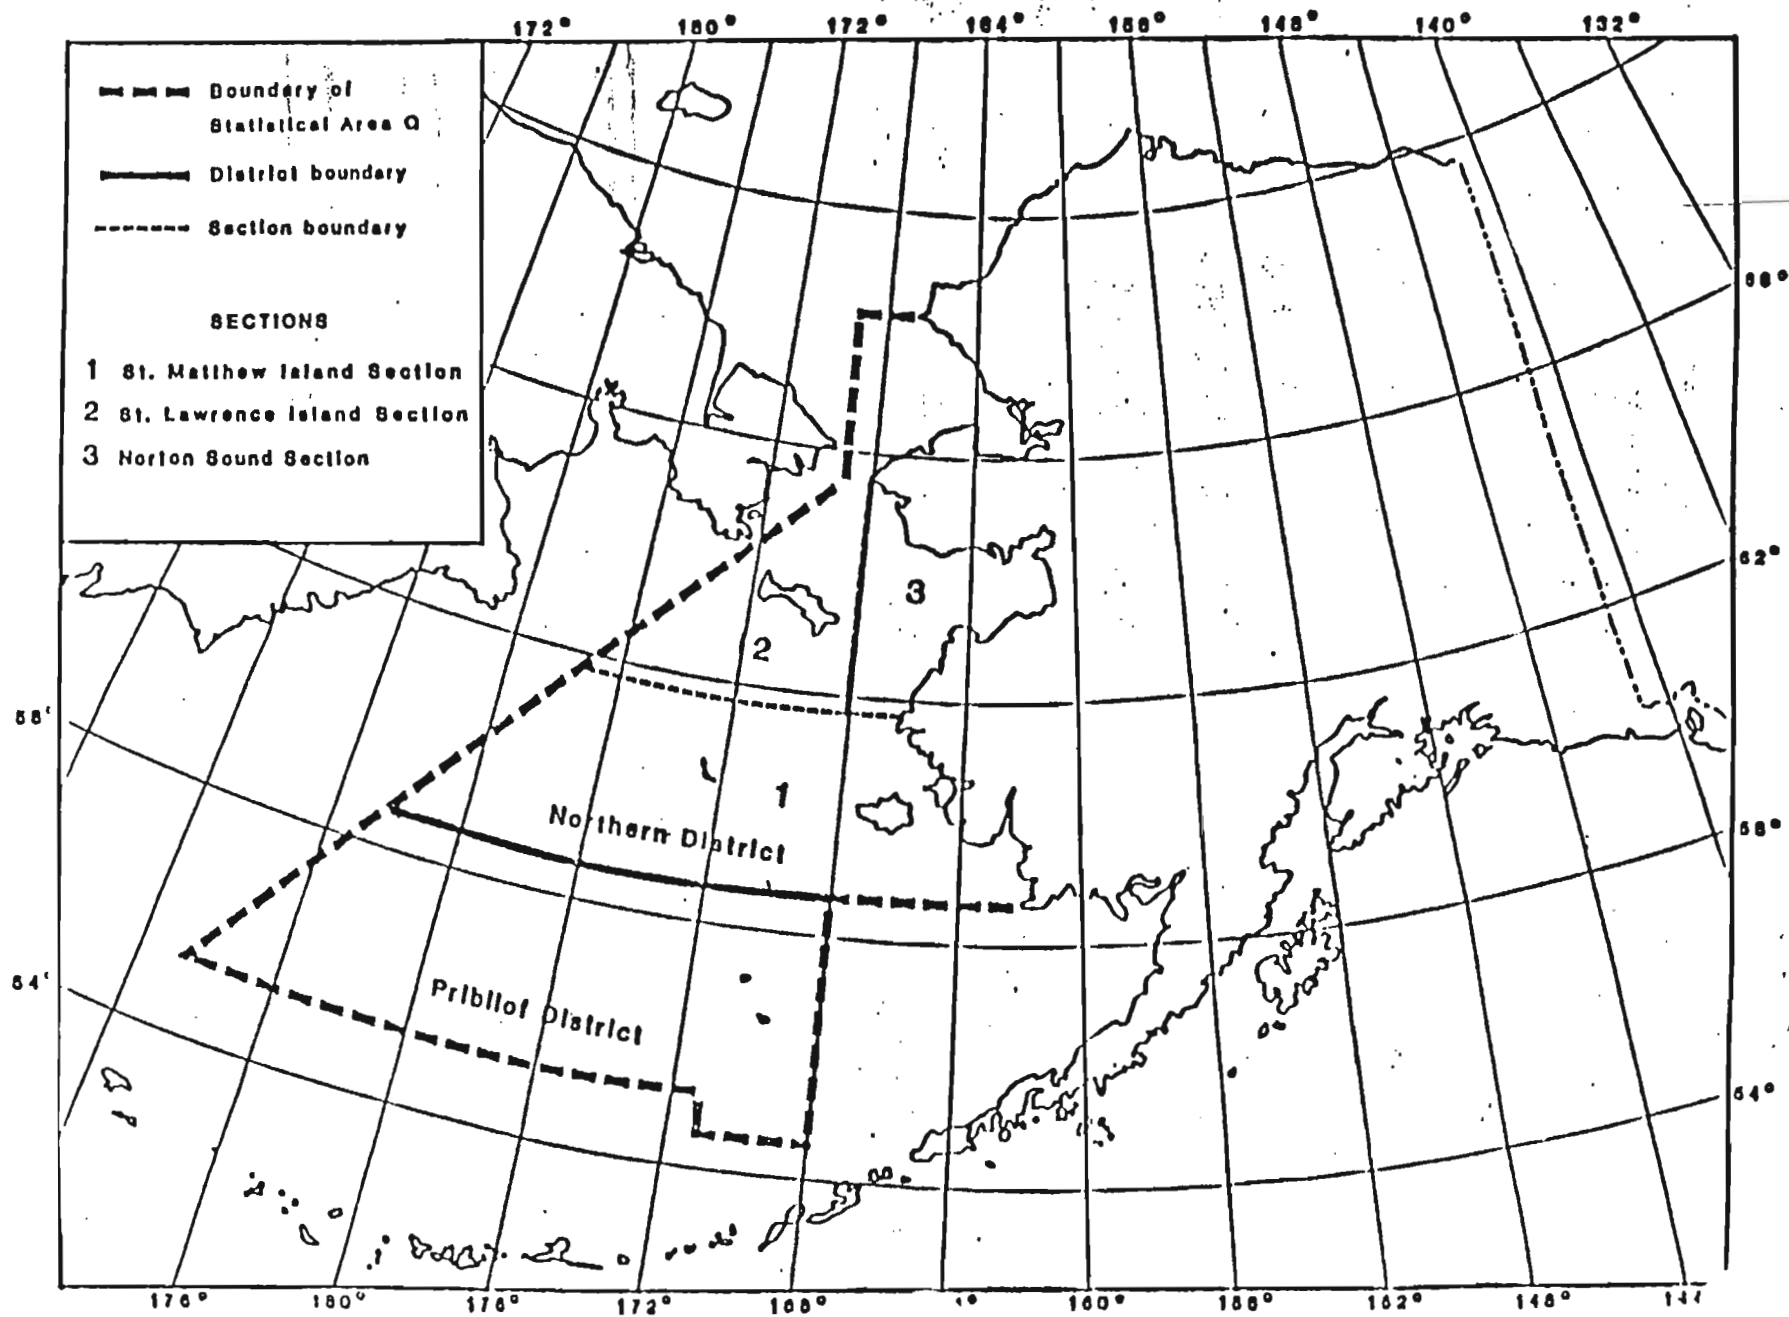 172° 180° 172° 164° 156° 148° 140° 132°
Boundary of
Statistical Area Q
District boundary
Section boundary
SECTIONS
1 St. Matthew Island Section
2 St. Lawrence Island Section
3 Norton Sound Section
66°
62°
3
2
58°
1
Northern District
58°
Pribilof District
54°
54°
176° 180° 176° 172° 168° 160° 156° 152° 148°